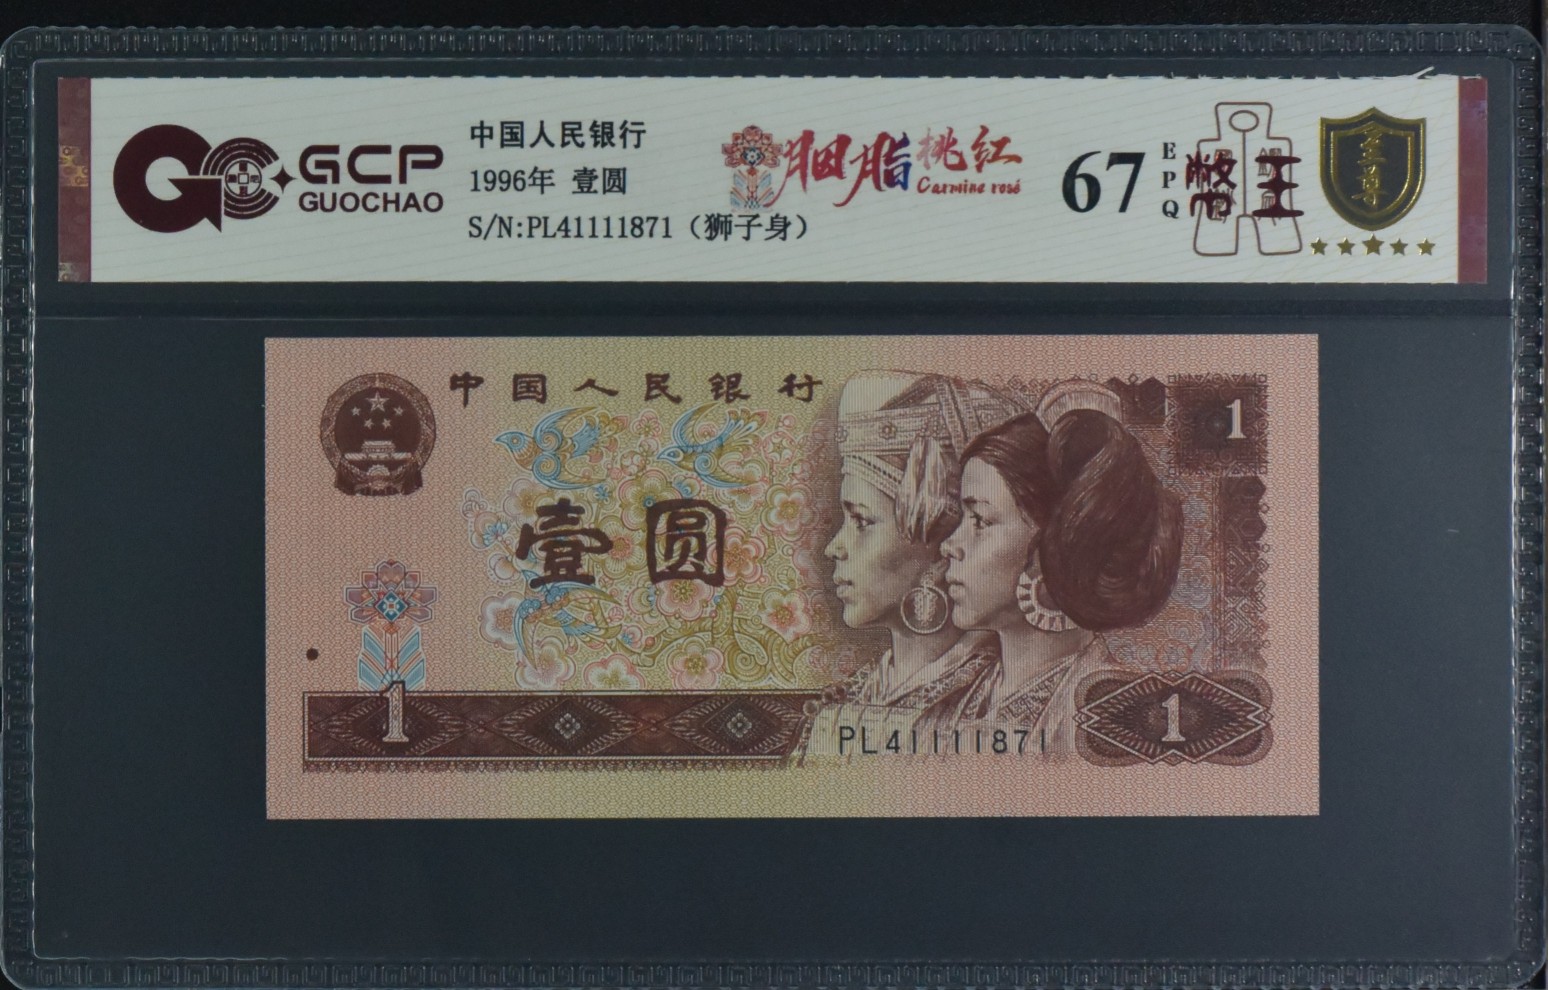 GCP
GUOCHAO
中国人民银行
1996年 壹圆
S/N:PL41111871（狮子身）
胭脂桃红
Carmine rosé
67
EPQ
至尊
中国人民银行
1
壹圆
1
1
PL41111871